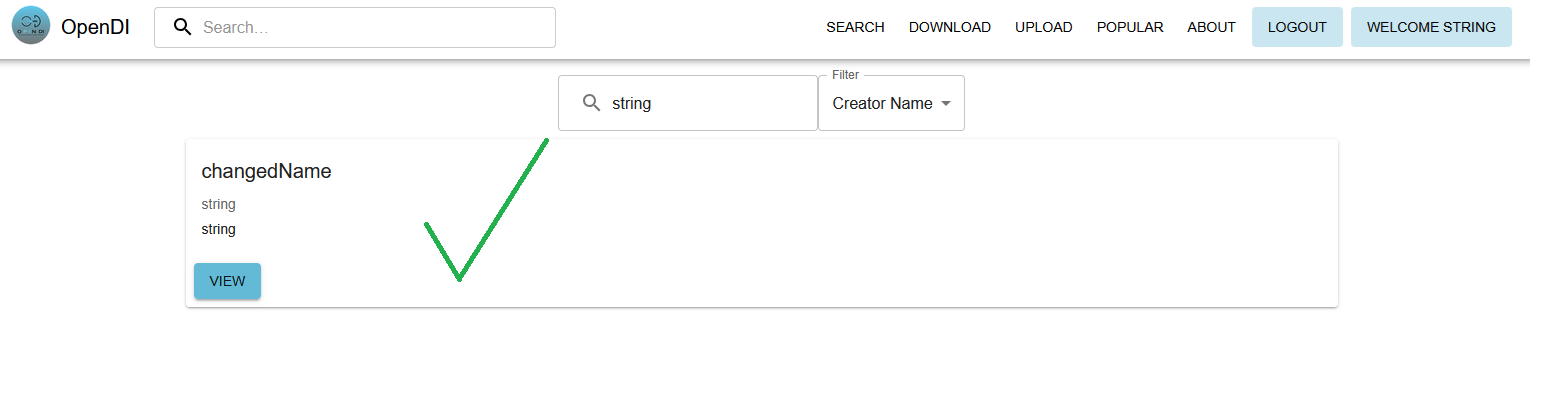 OpenDI
Search...
SEARCH
DOWNLOAD
UPLOAD
POPULAR
ABOUT
LOGOUT
WELCOME STRING
string
Filter
Creator Name
changedName
string
string
VIEW